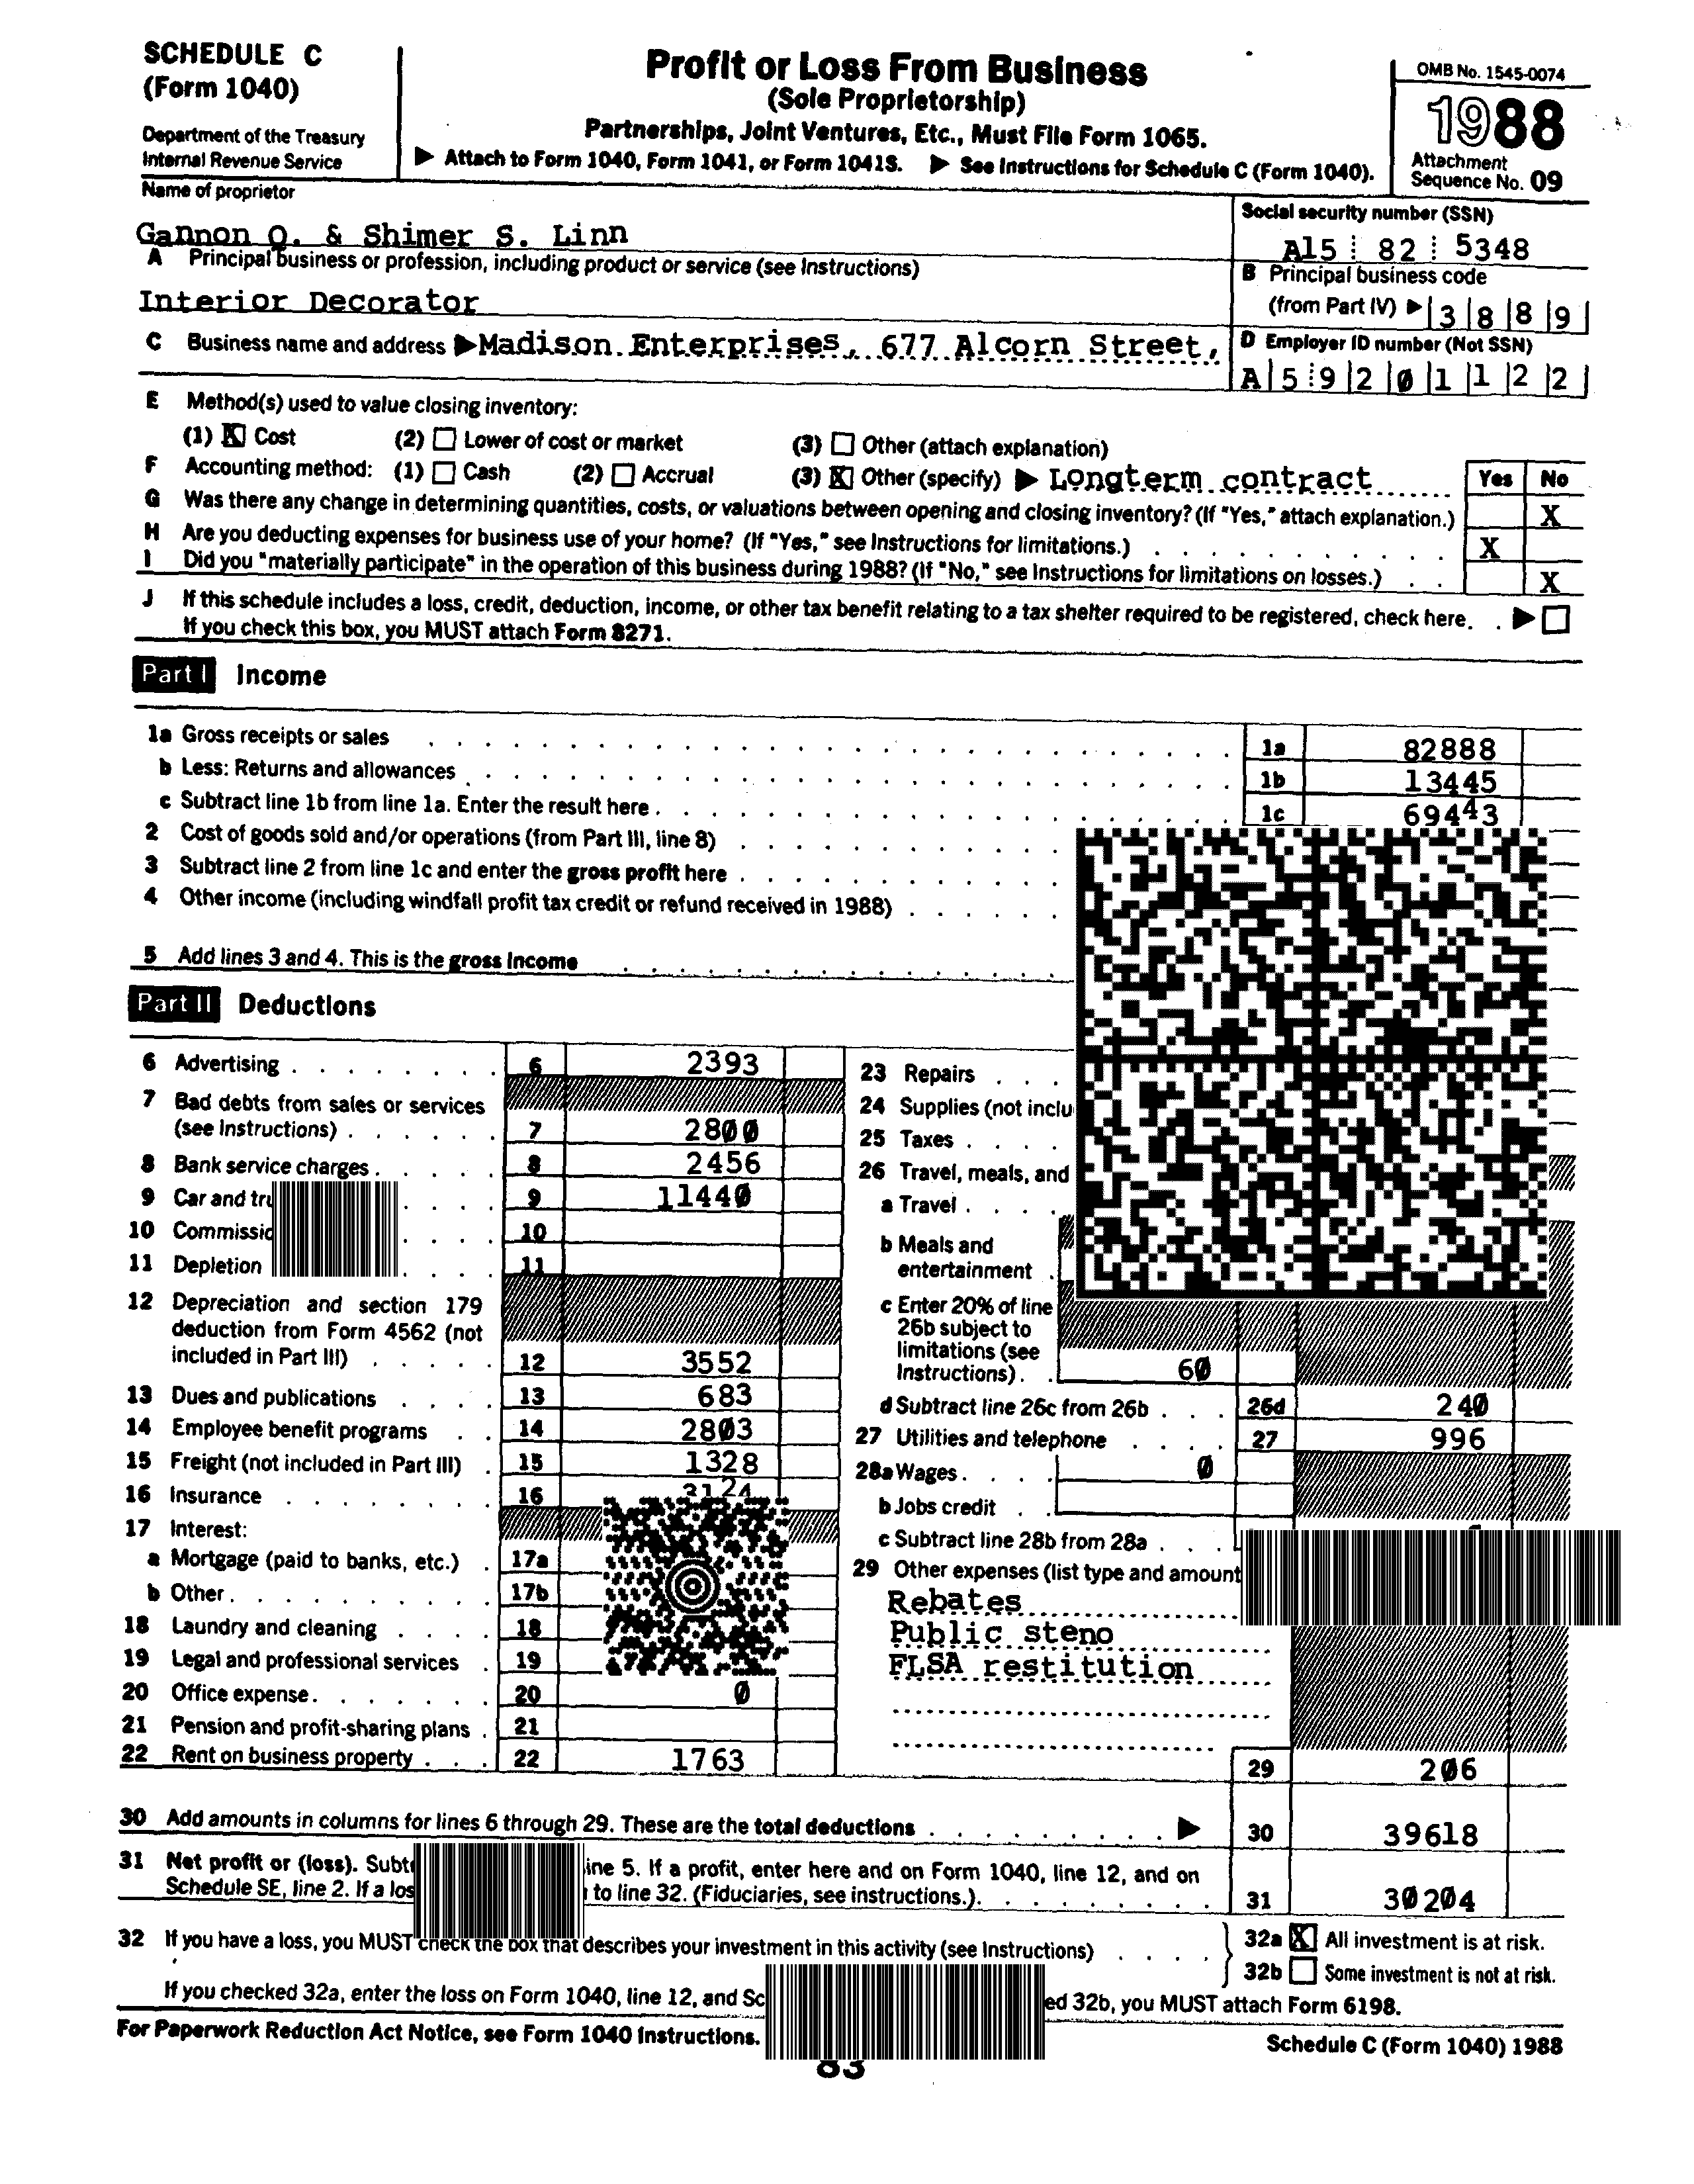 SCHEDULE C
(Form 1040)
Department of the Treasury
Internal Revenue Service
Profit or Loss From Business
(Sole Proprietorship)
Partnerships, Joint Ventures, Etc., Must File Form 1065.
▶ Attach to Form 1040, Form 1041, or Form 1041S. ▶ See Instructions for Schedule C (Form 1040).
OMB No. 1545-0074
1988
Attachment
Sequence No. 09
Name of proprietor
Gannon Q. & Shimer S. Linn
Social security number (SSN)
A15 82 5348
A Principal business or profession, including product or service (see Instructions)
Interior Decorator
B Principal business code
(from Part IV) ▶ 3 8 8 9
C Business name and address ▶ Madison Enterprises, 677 Alcorn Street,
D Employer ID number (Not SSN)
A 5 9 2 0 1 1 2 2
E Method(s) used to value closing inventory:
(1) X Cost (2) Lower of cost or market (3) Other (attach explanation)
F Accounting method: (1) Cash (2) Accrual (3) X Other (specify) ▶ Longterm contract
Yes No
G Was there any change in determining quantities, costs, or valuations between opening and closing inventory? (If "Yes," attach explanation.) X
H Are you deducting expenses for business use of your home? (If "Yes," see Instructions for limitations.) X
I Did you "materially participate" in the operation of this business during 1988? (If "No," see Instructions for limitations on losses.) X
J If this schedule includes a loss, credit, deduction, income, or other tax benefit relating to a tax shelter required to be registered, check here. ▶
If you check this box, you MUST attach Form 8271.
Part I Income
1a Gross receipts or sales 1a 82888
b Less: Returns and allowances 1b 13445
c Subtract line 1b from line 1a. Enter the result here. 1c 69443
2 Cost of goods sold and/or operations (from Part III, line 8)
3 Subtract line 2 from line 1c and enter the gross profit here
4 Other income (including windfall profit tax credit or refund received in 1988)
5 Add lines 3 and 4. This is the gross income
Part II Deductions
6 Advertising 6 2393
7 Bad debts from sales or services
(see Instructions) 7 2800
8 Bank service charges 8 2456
9 Car and 9 11440
10 10
11 Depletion 11
12 Depreciation and section 179
deduction from Form 4562 (not
included in Part III) 12 3552
13 Dues and publications 13 683
14 Employee benefit programs 14 2803
15 Freight (not included in Part III) 15 1328
16 Insurance 16 3124
17 Interest:
a Mortgage (paid to banks, etc.) 17a
b Other 17b
18 Laundry and cleaning 18
19 Legal and professional services 19
20 Office expense 20 0
21 Pension and profit-sharing plans 21
22 Rent on business property 22 1763
23 Repairs
24 Supplies (not
25 Taxes
26 Travel, meals, and
a Travel
b Meals and
entertainment
c Enter 20% of line
26b subject to
limitations (see
Instructions). 60
d Subtract line 26c from 26b 26d 240
27 Utilities and telephone 27 996
28a Wages 0
b Jobs credit
c Subtract line 28b from 28a
29 Other expenses (list type and amount
Rebates
Public steno
FLSA restitution
29 206
30 Add amounts in columns for lines 6 through 29. These are the total deductions ▶ 30 39618
31 Net profit or (loss). line 5. If a profit, enter here and on Form 1040, line 12, and on
Schedule SE, line 2. If a to line 32. (Fiduciaries, see instructions.) 31 30204
32 If you have a loss, you MUST check the box that describes your investment in this activity (see Instructions)
32a X All investment is at risk.
32b Some investment is not at risk.
If you checked 32a, enter the loss on Form 1040, line 12, and 32b, you MUST attach Form 6198.
For Paperwork Reduction Act Notice, see Form 1040 Instructions.
Schedule C (Form 1040) 1988